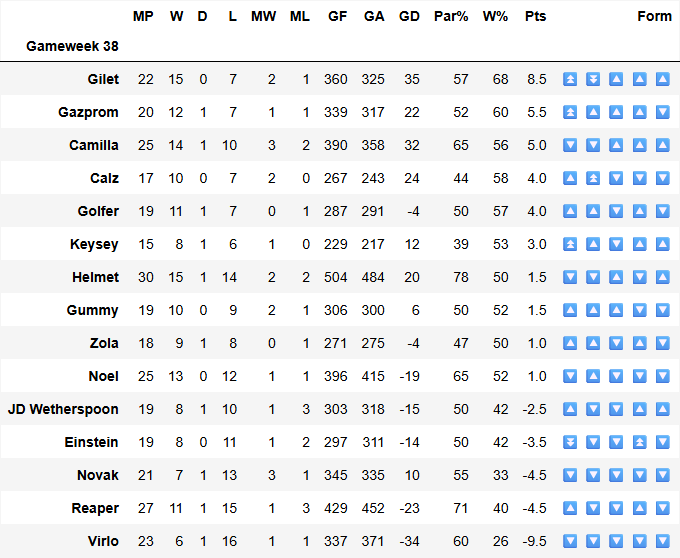 MP W D L MW ML GF GA GD Par% W% Pts Form
Gameweek 38
Gilet 22 15 0 7 2 1 360 325 35 57 68 8.5 ⏫ ⏬ 🔼 🔼 🔼
Gazprom 20 12 1 7 1 1 339 317 22 52 60 5.5 ⏫ 🔼 🔼 🔼 🔽
Camilla 25 14 1 10 3 2 390 358 32 65 56 5.0 🔽 🔽 🔼 🔼 🔼
Calz 17 10 0 7 2 0 267 243 24 44 58 4.0 🔼 ⏫ 🔽 🔽 🔽
Golfer 19 11 1 7 0 1 287 291 -4 50 57 4.0 🔼 🔼 🔽 🔼 🔽
Keysey 15 8 1 6 1 0 229 217 12 39 53 3.0 ⏫ 🔼 🔽 🔼 🔼
Helmet 30 15 1 14 2 2 504 484 20 78 50 1.5 🔽 🔽 🔼 🔽 🔼
Gummy 19 10 0 9 2 1 306 300 6 50 52 1.5 🔼 🔼 🔼 🔽 🔽
Zola 18 9 1 8 0 1 271 275 -4 47 50 1.0 🔼 🔼 🔽 🔽 🔽
Noel 25 13 0 12 1 1 396 415 -19 65 52 1.0 🔽 🔼 🔽 🔽 🔼
JD Wetherspoon 19 8 1 10 1 3 303 318 -15 50 42 -2.5 🔼 🔽 🔽 🔼 🔼
Einstein 19 8 0 11 1 2 297 311 -14 50 42 -3.5 ⏬ 🔽 🔽 ⏫ 🔽
Novak 21 7 1 13 3 1 345 335 10 55 33 -4.5 🔽 🔽 🔽 🔽 🔽
Reaper 27 11 1 15 1 3 429 452 -23 71 40 -4.5 🔼 🔽 🔽 🔼 🔽
Virlo 23 6 1 16 1 1 337 371 -34 60 26 -9.5 🔽 🔽 🔽 🔽 🔽